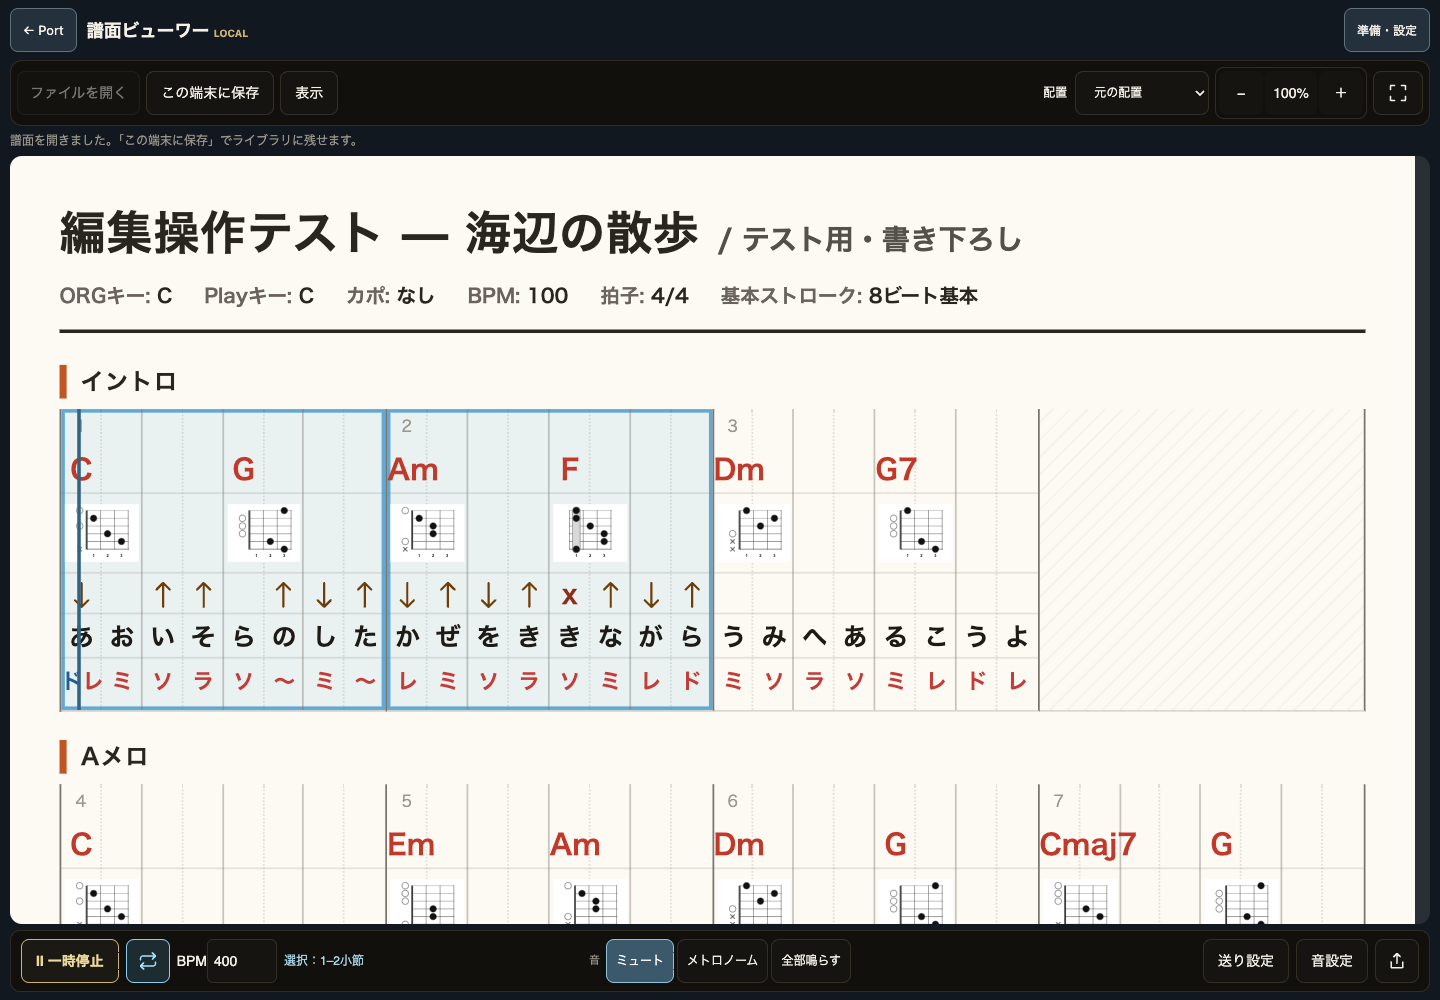 ← Port 譜面ビューワー LOCAL 準備・設定
ファイルを開く この端末に保存 表示 配置 元の配置 − 100% +
譜面を開きました。「この端末に保存」でライブラリに残せます。
編集操作テスト — 海辺の散歩 / テスト用・書き下ろし
ORGキー: C Playキー: C カポ: なし BPM: 100 拍子: 4/4 基本ストローク: 8ビート基本
イントロ
1 2 3
C G Am F Dm G7
↓ ↑ ↑ ↑ ↓ ↑ ↓ ↑ ↓ ↑ x ↑ ↓ ↑
あ お い そ ら の し た か ぜ を き き な が ら う み へ あ る こ う よ
ド レ ミ ソ ラ ソ 〜 ミ 〜 レ ミ ソ ラ ソ ミ レ ド ミ ソ ラ ソ ミ レ ド レ
Aメロ
4 5 6 7
C Em Am Dm G Cmaj7 G
一時停止 BPM 400 選択：1–2小節 音 ミュート メトロノーム 全部鳴らす 送り設定 音設定